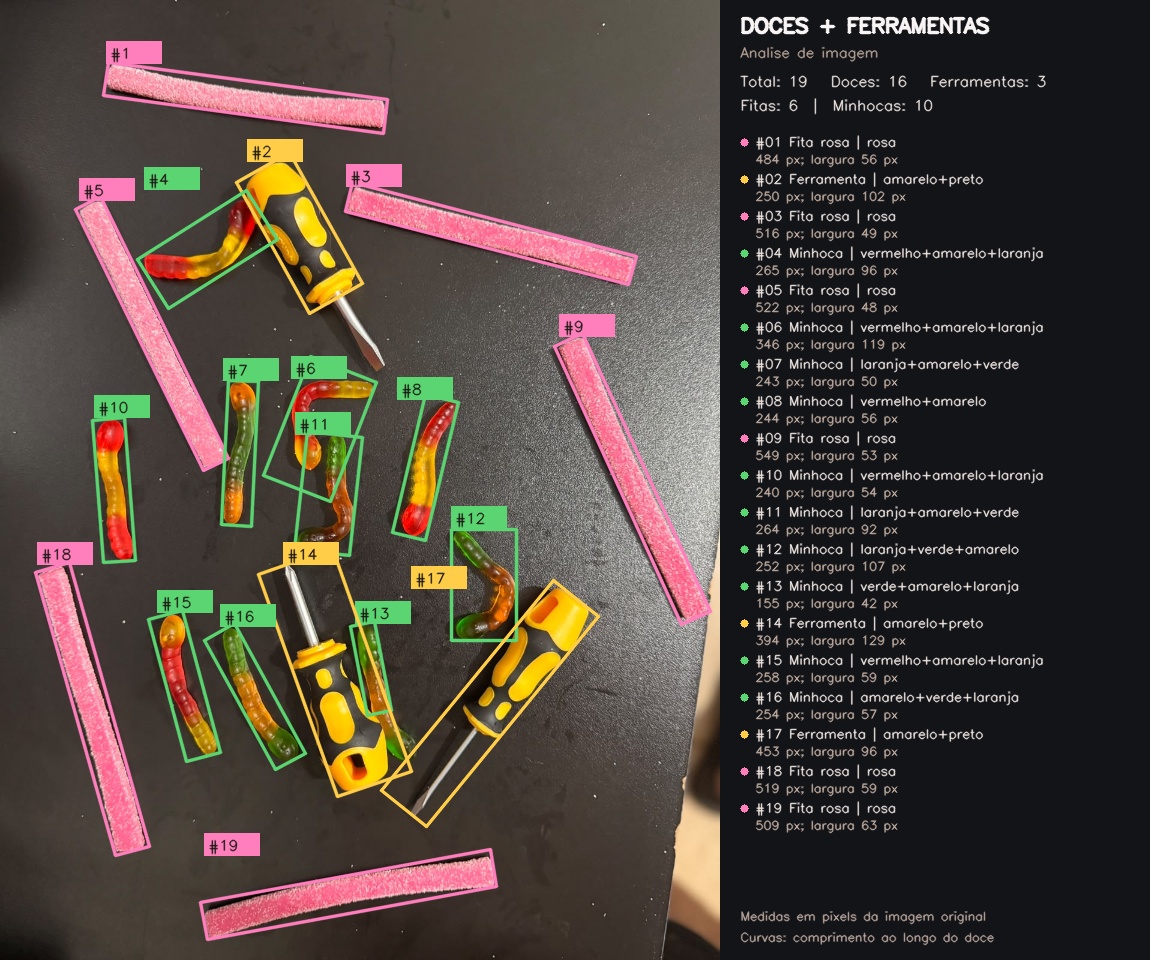 #1
#2
#3
#4
#5
#9
#6
#7
#8
#10
#11
#12
#18
#14
#17
#15
#16
#13
#19
DOCES + FERRAMENTAS
Analise de imagem
Total: 19 Doces: 16 Ferramentas: 3
Fitas: 6 | Minhocas: 10
#01 Fita rosa | rosa
484 px; largura 56 px
#02 Ferramenta | amarelo+preto
250 px; largura 102 px
#03 Fita rosa | rosa
516 px; largura 49 px
#04 Minhoca | vermelho+amarelo+laranja
265 px; largura 96 px
#05 Fita rosa | rosa
522 px; largura 48 px
#06 Minhoca | vermelho+amarelo+laranja
346 px; largura 119 px
#07 Minhoca | laranja+amarelo+verde
243 px; largura 50 px
#08 Minhoca | vermelho+amarelo
244 px; largura 56 px
#09 Fita rosa | rosa
549 px; largura 53 px
#10 Minhoca | vermelho+amarelo+laranja
240 px; largura 54 px
#11 Minhoca | laranja+amarelo+verde
264 px; largura 92 px
#12 Minhoca | laranja+verde+amarelo
252 px; largura 107 px
#13 Minhoca | verde+amarelo+laranja
155 px; largura 42 px
#14 Ferramenta | amarelo+preto
394 px; largura 129 px
#15 Minhoca | vermelho+amarelo+laranja
258 px; largura 59 px
#16 Minhoca | amarelo+verde+laranja
254 px; largura 57 px
#17 Ferramenta | amarelo+preto
453 px; largura 96 px
#18 Fita rosa | rosa
519 px; largura 59 px
#19 Fita rosa | rosa
509 px; largura 63 px
Medidas em pixels da imagem original
Curvas: comprimento ao longo do doce